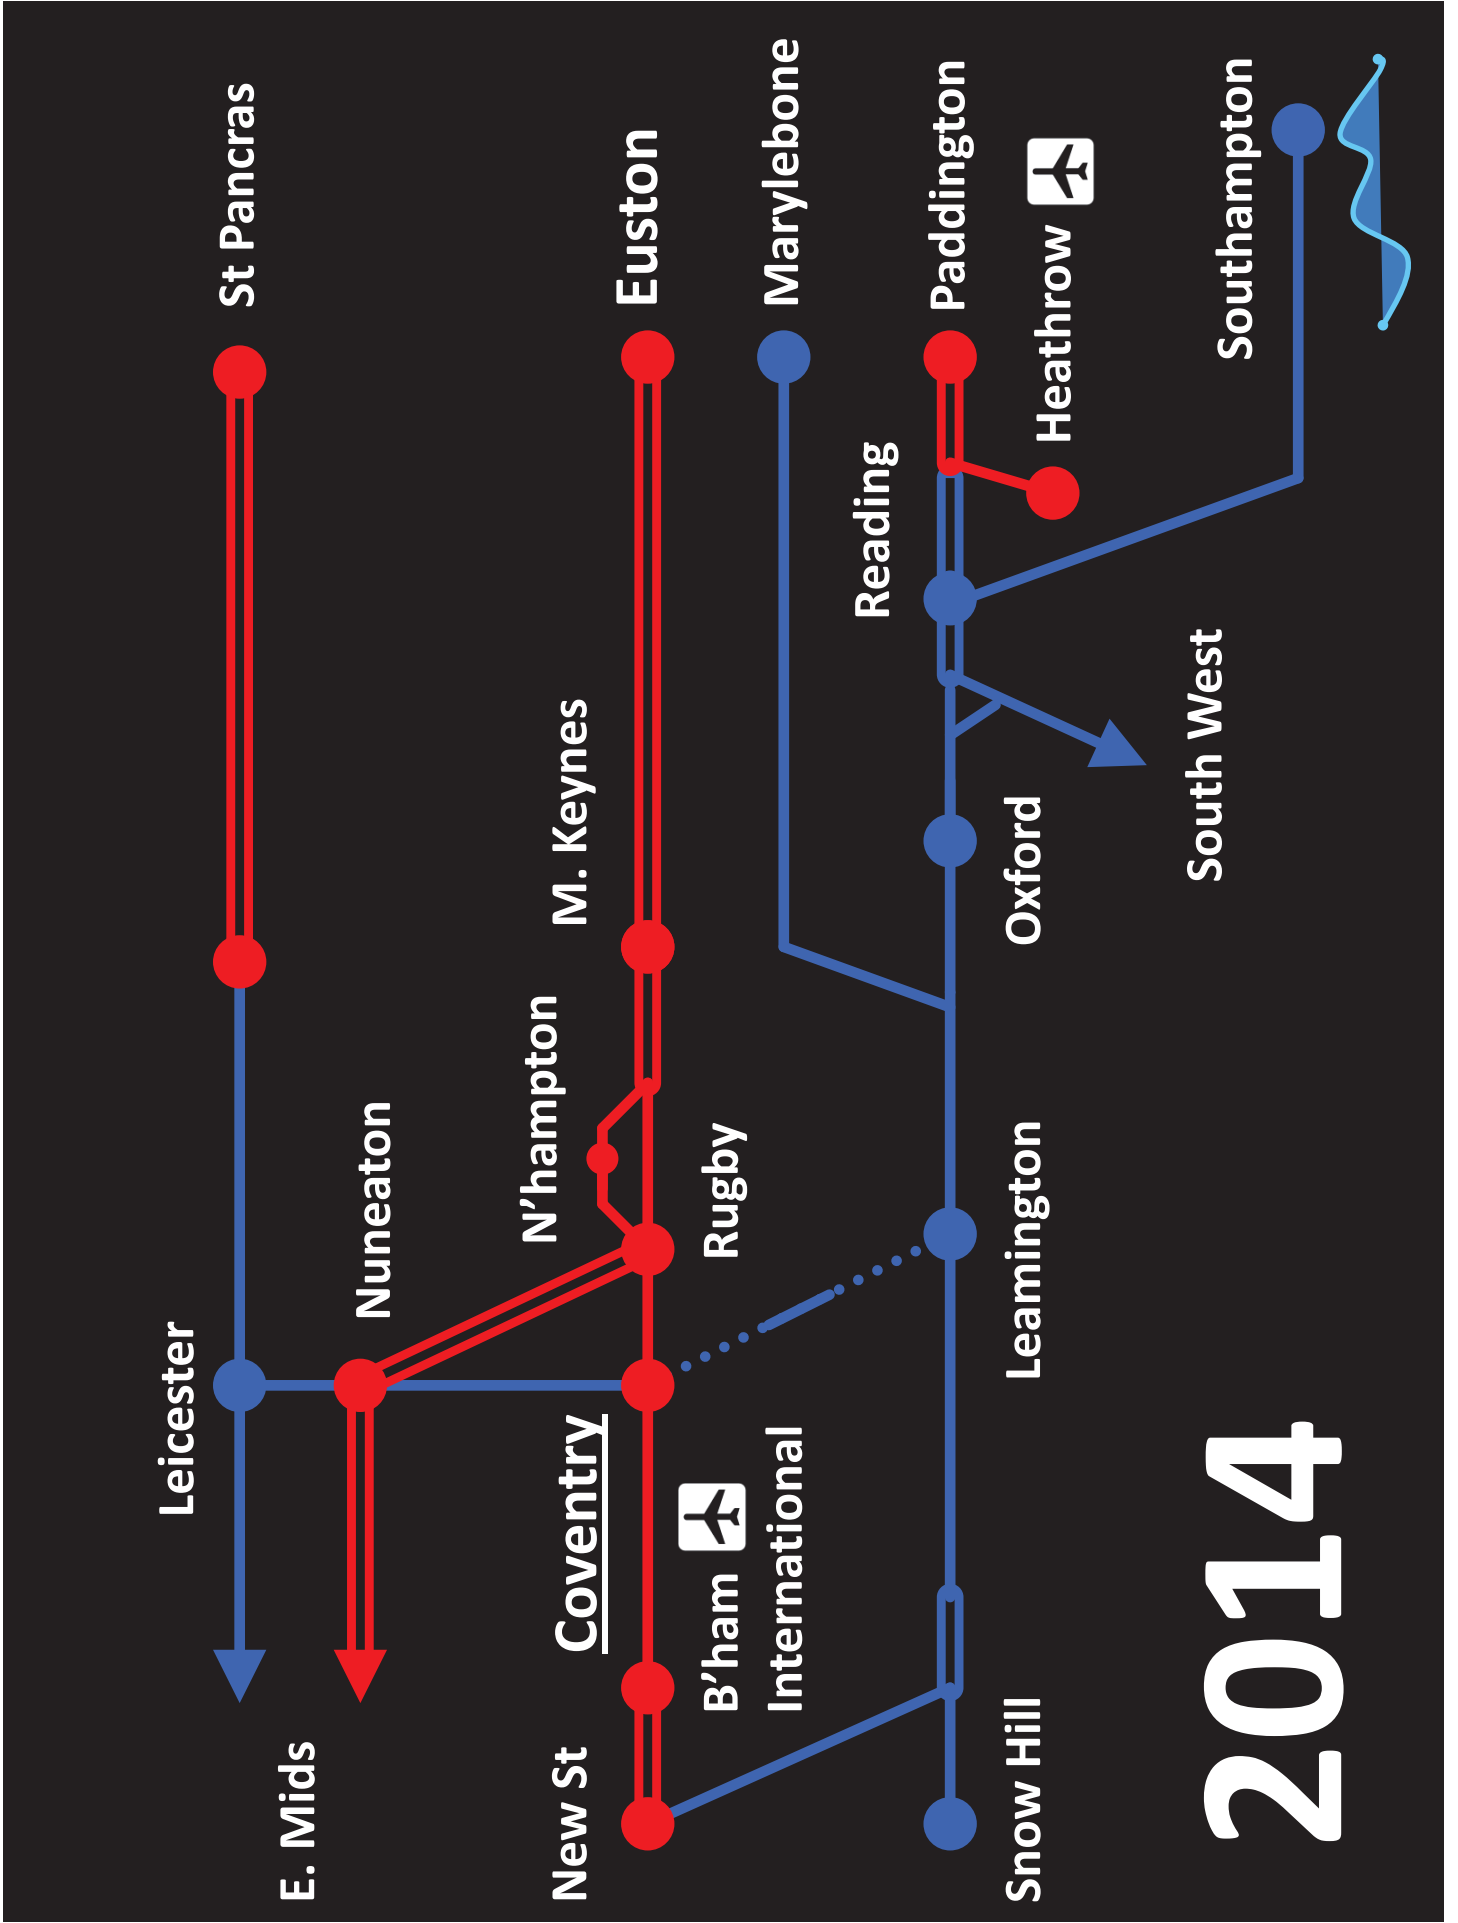 St Pancras
Leicester
E. Mids
Nuneaton
N’hampton
M. Keynes
New St
Coventry
Euston
B’ham
International
Rugby
Marylebone
Reading
Paddington
Snow Hill
Leamington
Oxford
Heathrow
South West
Southampton
2014